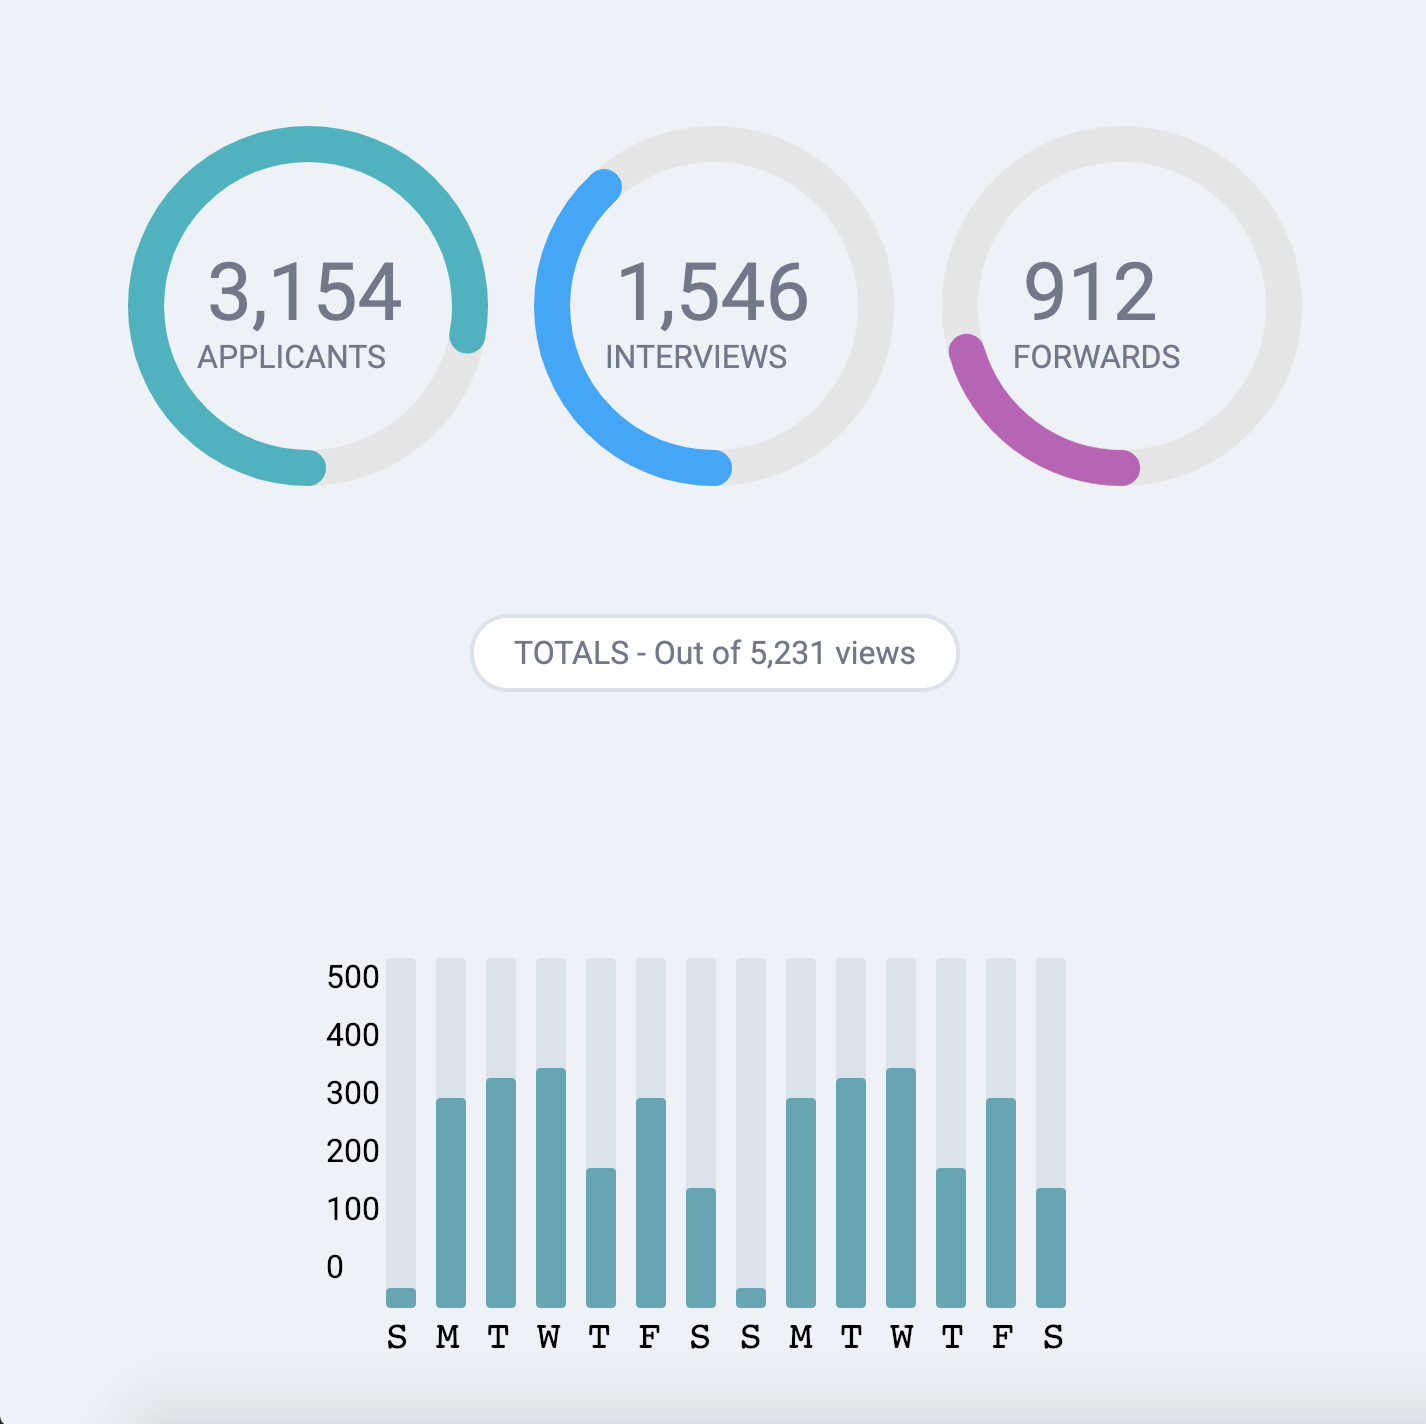 3,154
APPLICANTS
1,546
INTERVIEWS
912
FORWARDS
TOTALS - Out of 5,231 views
500
400
300
200
100
0
S M T W T F S S M T W T F S